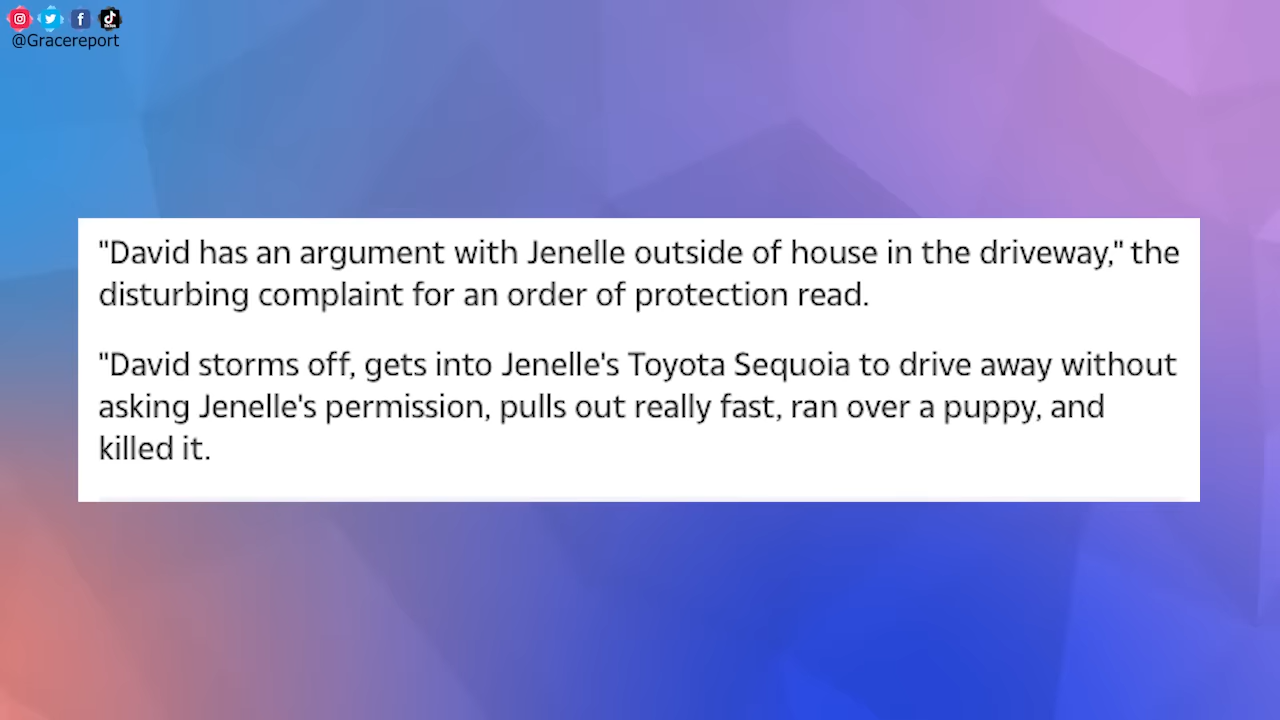 @Gracereport
"David has an argument with Jenelle outside of house in the driveway," the
disturbing complaint for an order of protection read.
"David storms off, gets into Jenelle's Toyota Sequoia to drive away without
asking Jenelle's permission, pulls out really fast, ran over a puppy, and
killed it.